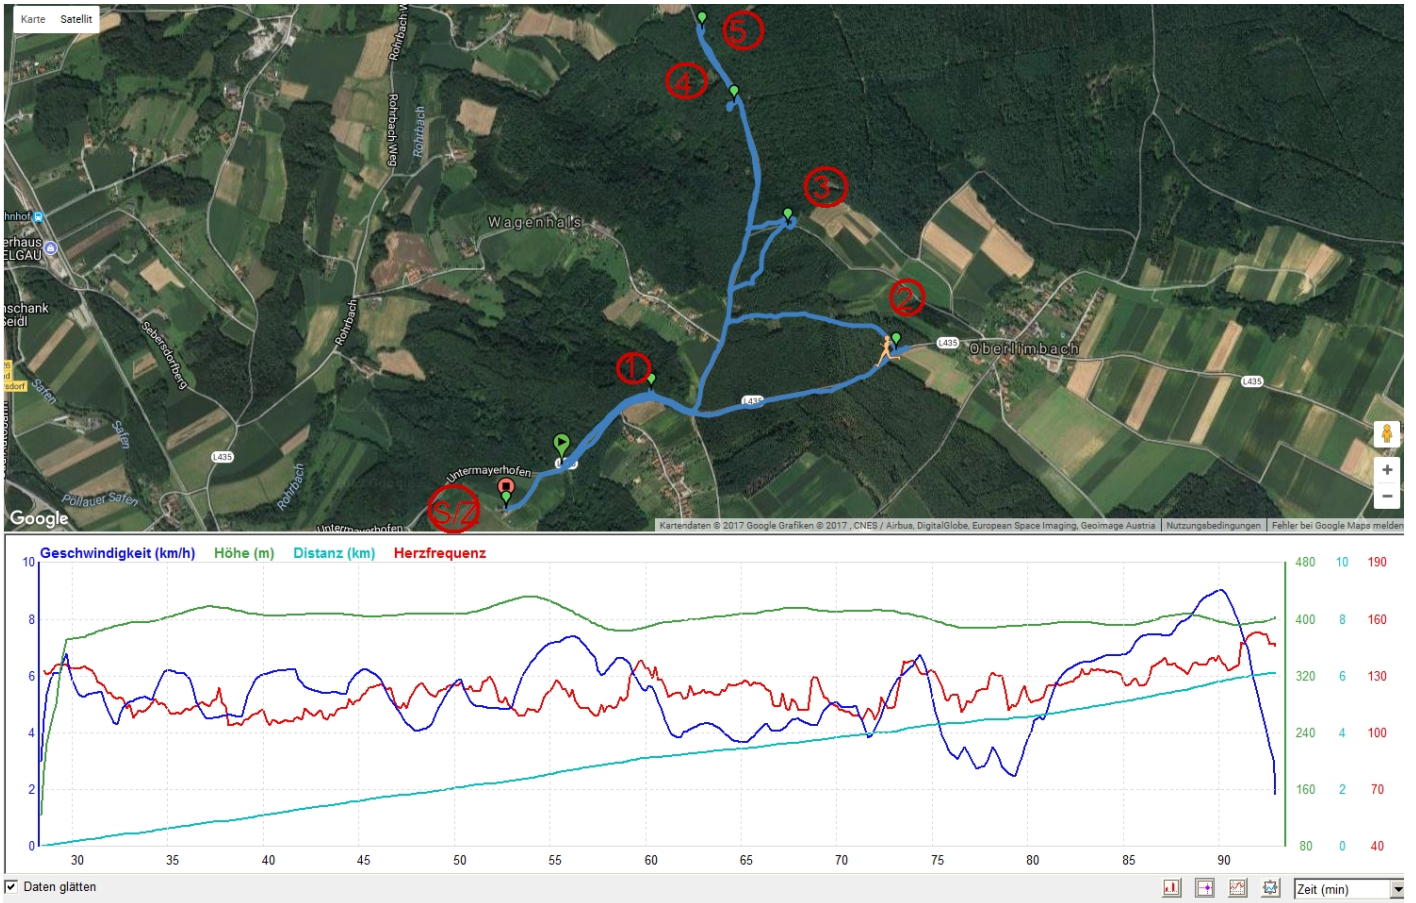 Karte Satellit
5
4
Rohrbach W
Rohrbach Weg
Rohrbach
3
hnhof
Wagenhals
erhaus
ELGAU
nschank
Seidl
2
Rohrbach
Sebersdorfberg
L435
Oberlimbach
1
L435
L435
Safen
Safen
L435
Untermayerhofen
Rohrbach
Pöllauer Safen
S/Z
Untermayerhofen
Google
Kartendaten © 2017 Google Grafiken © 2017 , CNES / Airbus, DigitalGlobe, European Space Imaging, Geoimage Austria Nutzungsbedingungen Fehler bei Google Maps melden
Geschwindigkeit (km/h) Höhe (m) Distanz (km) Herzfrequenz
10 480 10 190
8 400 8 160
6 320 6 130
4 240 4 100
2 160 2 70
0 80 0 40
30 35 40 45 50 55 60 65 70 75 80 85 90
Daten glätten
Zeit (min)